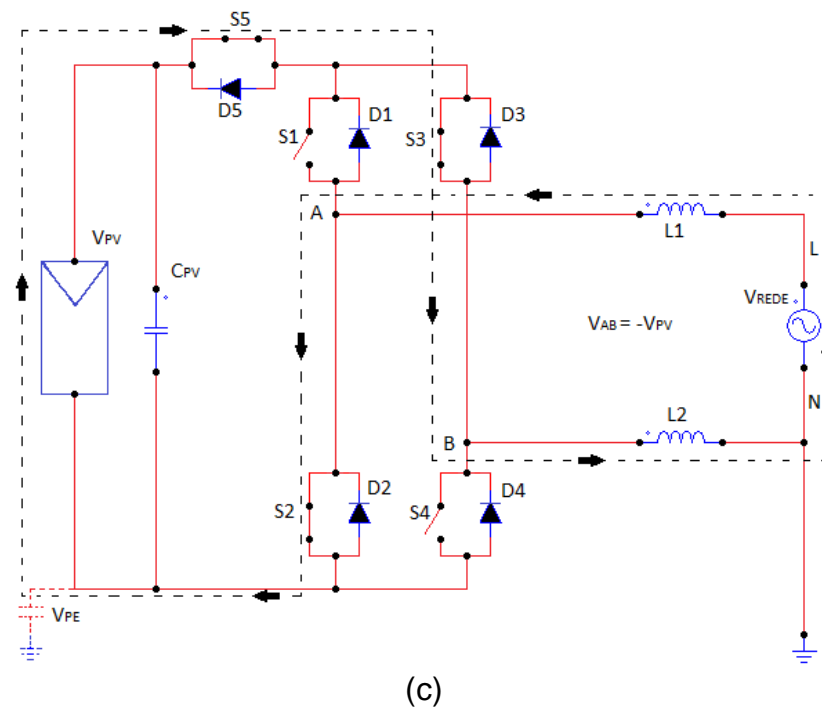 S5
D5
S1
D1
S3
D3
A
L1
L
VPV
CPV
VREDE
VAB = -VPV
N
L2
B
S2
D2
S4
D4
VPE
(c)